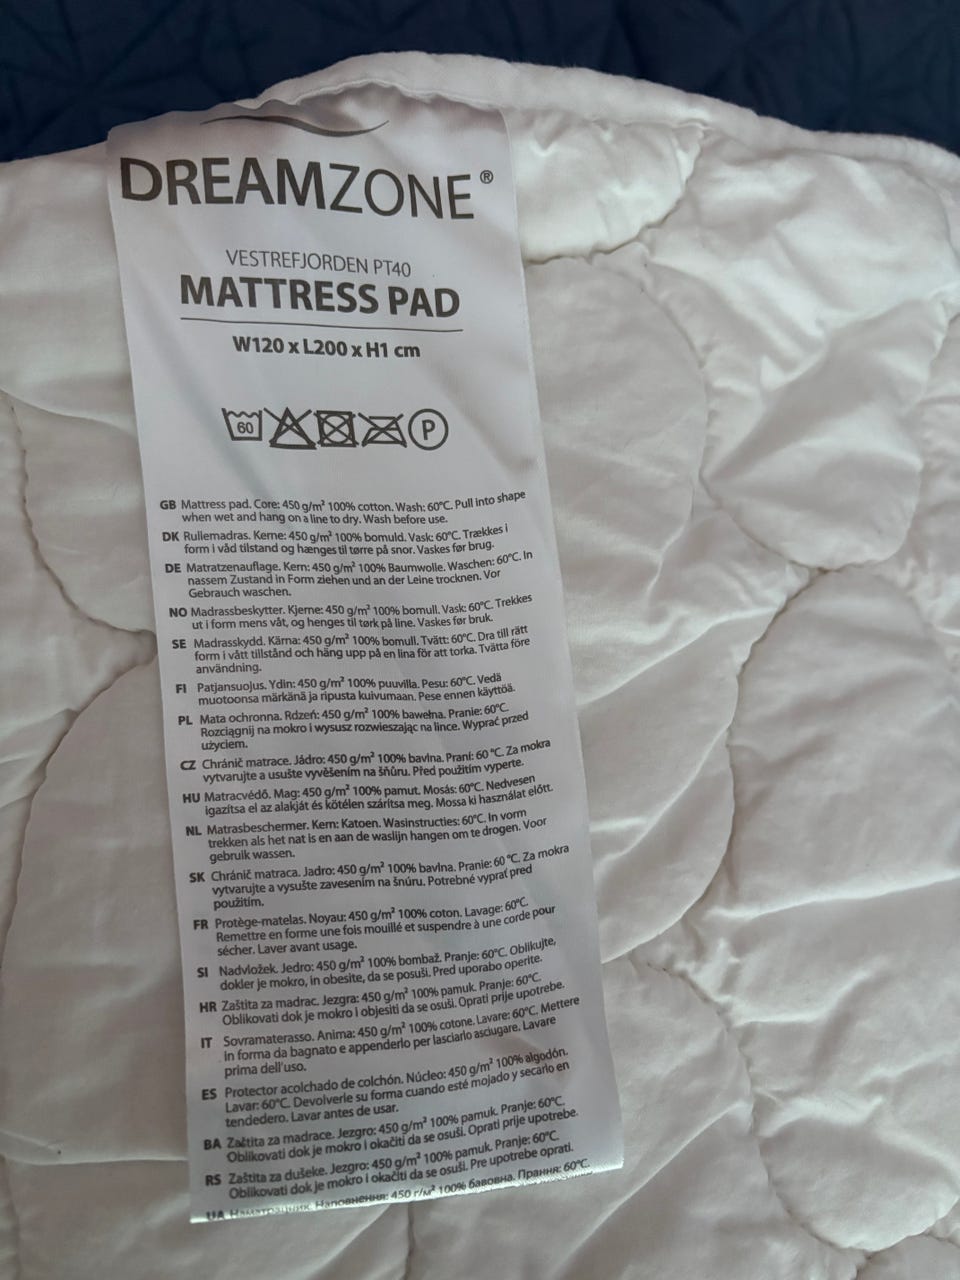 DREAMZONE®
VESTREFJORDEN PT40
MATTRESS PAD
W120 x L200 x H1 cm
60 P
GB Mattress pad. Core: 450 g/m² 100% cotton. Wash: 60°C. Pull into shape
when wet and hang on a line to dry. Wash before use.
DK Rullemadras. Kerne: 450 g/m² 100% bomuld. Vask: 60°C. Trækkes i
form i våd tilstand og hænges til tørre på snor. Vaskes før brug.
DE Matratzenauflage. Kern: 450 g/m² 100% Baumwolle. Waschen: 60°C. In
nassem Zustand in Form ziehen und an der Leine trocknen. Vor
Gebrauch waschen.
NO Madrassbeskytter. Kjerne: 450 g/m² 100% bomull. Vask: 60°C. Trekkes
ut i form mens våt, og henges til tørk på line. Vaskes før bruk.
SE Madrasskydd. Kärna: 450 g/m² 100% bomull. Tvätt: 60°C. Dra till rätt
form i vått tillstånd och häng upp på en lina för att torka. Tvätta före
användning.
FI Patjansuojus. Ydin: 450 g/m² 100% puuvilla. Pesu: 60°C. Vedä
muotoonsa märkänä ja ripusta kuivumaan. Pese ennen käyttöä.
PL Mata ochronna. Rdzeń: 450 g/m² 100% bawełna. Pranie: 60°C.
Rozciągnij na mokro i wysusz rozwieszając na lince. Wyprać przed
użyciem.
CZ Chránič matrace. Jádro: 450 g/m² 100% bavlna. Praní: 60 °C. Za mokra
vytvarujte a usušte vyvěšením na šňůru. Před použitím vyperte.
HU Matracvédő. Mag: 450 g/m² 100% pamut. Mosás: 60°C. Nedvesen
igazítsa el az alakját és kötélen szárítsa meg. Mossa ki használat előtt.
NL Matrasbeschermer. Kern: Katoen. Wasinstructies: 60°C. In vorm
trekken als het nat is en aan de waslijn hangen om te drogen. Voor
gebruik wassen.
SK Chránič matraca. Jadro: 450 g/m² 100% bavlna. Pranie: 60 °C. Za mokra
vytvarujte a vysušte zavesením na šnúru. Potrebné vyprať pred
použitím.
FR Protège-matelas. Noyau: 450 g/m² 100% coton. Lavage: 60°C.
Remettre en forme une fois mouillé et suspendre à une corde pour
sécher. Laver avant usage.
SI Nadvložek. Jedro: 450 g/m² 100% bombaž. Pranje: 60°C. Oblikujte,
dokler je mokro, in obesite, da se posuši. Pred uporabo operite.
HR Zaštita za madrac. Jezgra: 450 g/m² 100% pamuk. Pranje: 60°C.
Oblikovati dok je mokro i objesiti da se osuši. Oprati prije upotrebe.
IT Sovramaterasso. Anima: 450 g/m² 100% cotone. Lavare: 60°C. Mettere
in forma da bagnato e appenderlo per lasciarlo asciugare. Lavare
prima dell'uso.
ES Protector acolchado de colchón. Núcleo: 450 g/m² 100% algodón.
Lavar: 60°C. Devolverle su forma cuando esté mojado y secarlo en
tendedero. Lavar antes de usar.
BA Zaštita za madrace. Jezgro: 450 g/m² 100% pamuk. Pranje: 60°C.
Oblikovati dok je mokro i okačiti da se osuši. Oprati prije upotrebe.
RS Zaštita za dušeke. Jezgro: 450 g/m² 100% pamuk. Pranje: 60°C.
Oblikovati dok je mokro i okačiti da se osuši. Pre upotrebe oprati.
UA Наматрацник. Наповнення: 450 г/м² 100% бавовна. Прання: 60°C.